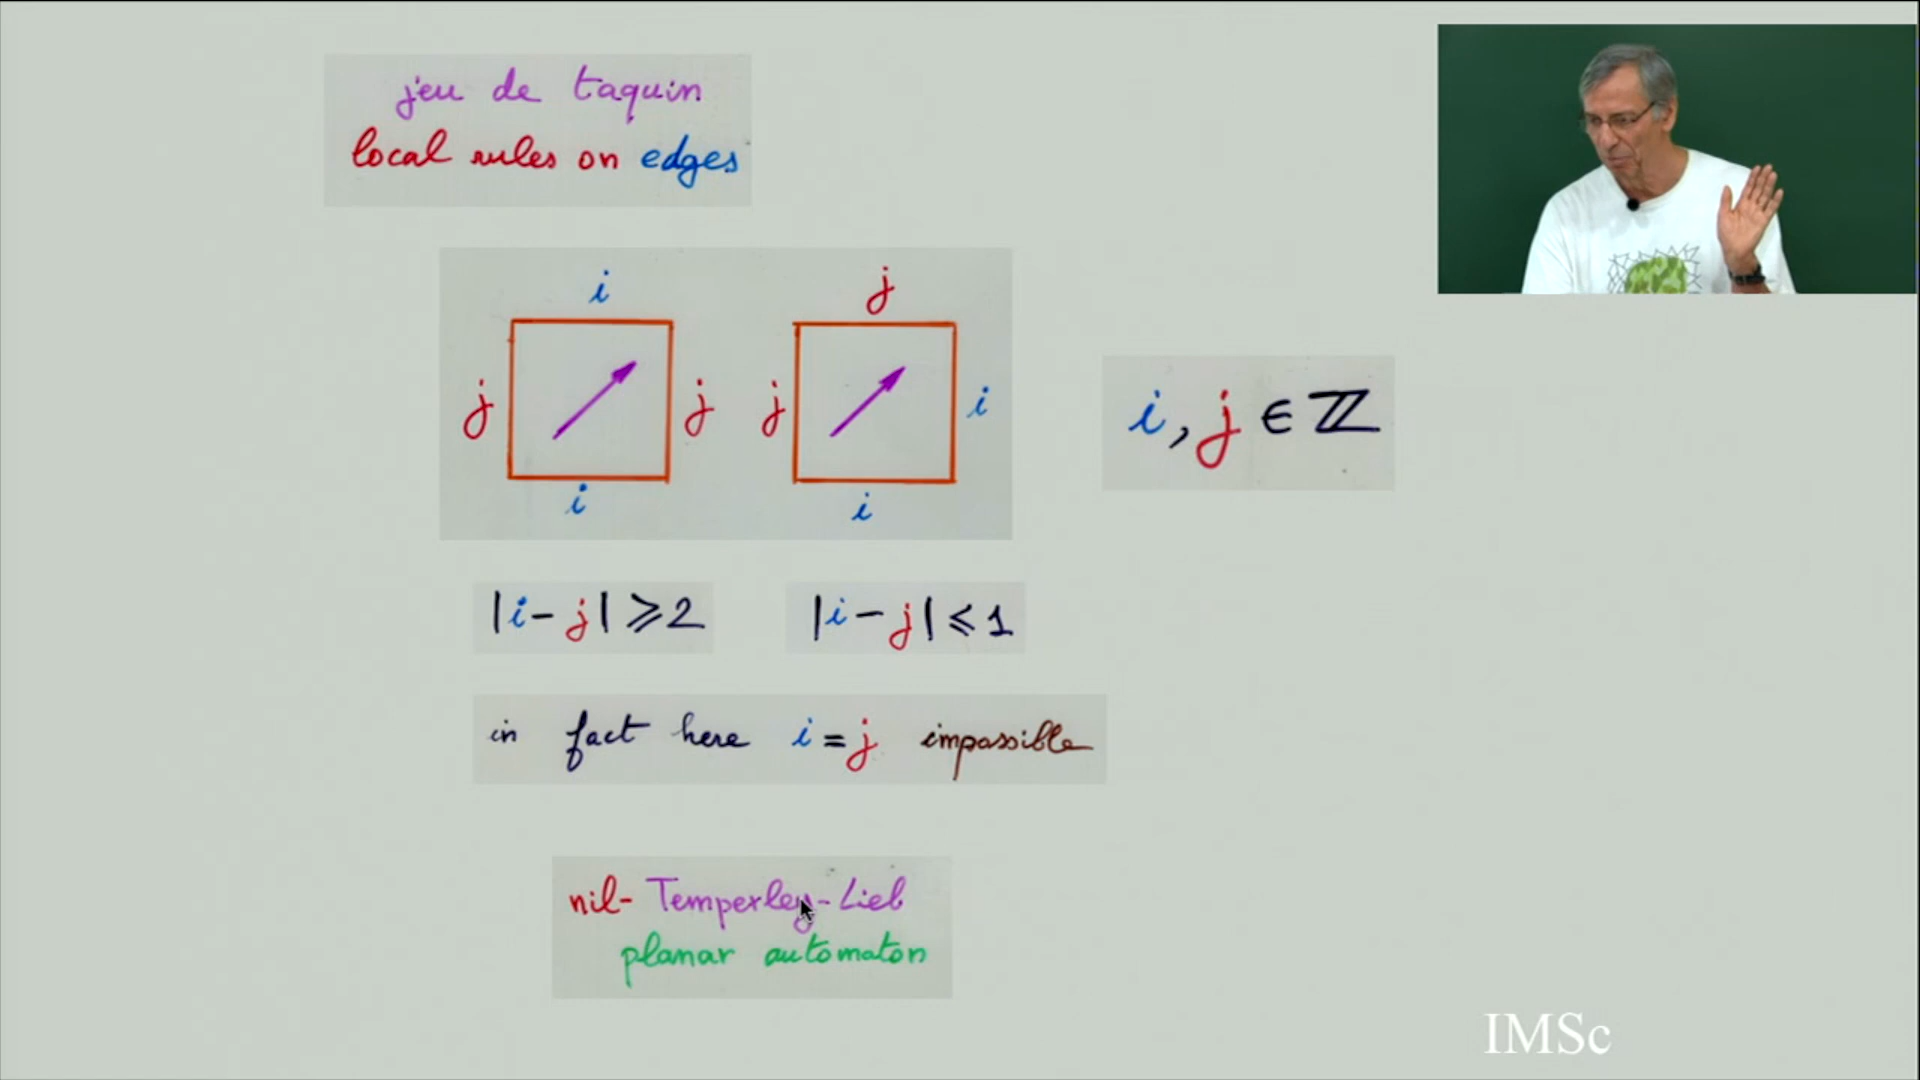 jeu de taquin
local rules on edges
i j
j j j i
i i
i, j ∈ ℤ
|i - j| ⩾ 2 |i - j| ⩽ 1
in fact here i = j impossible
nil- Temperley-Lieb
planar automaton
IMSc